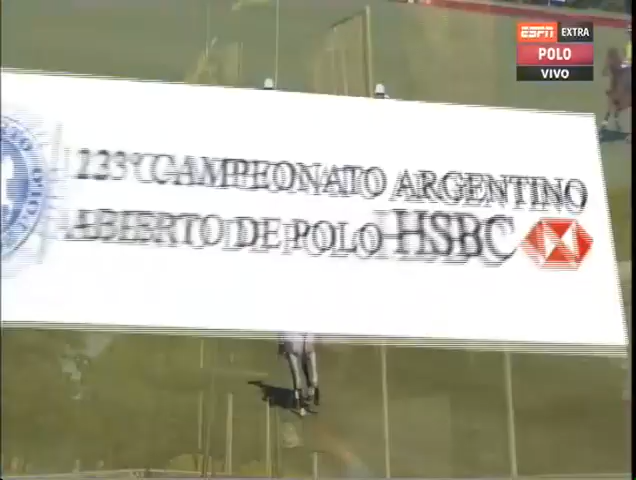 ESPN EXTRA
POLO
VIVO
123° CAMPEONATO ARGENTINO
ABIERTO DE POLO HSBC